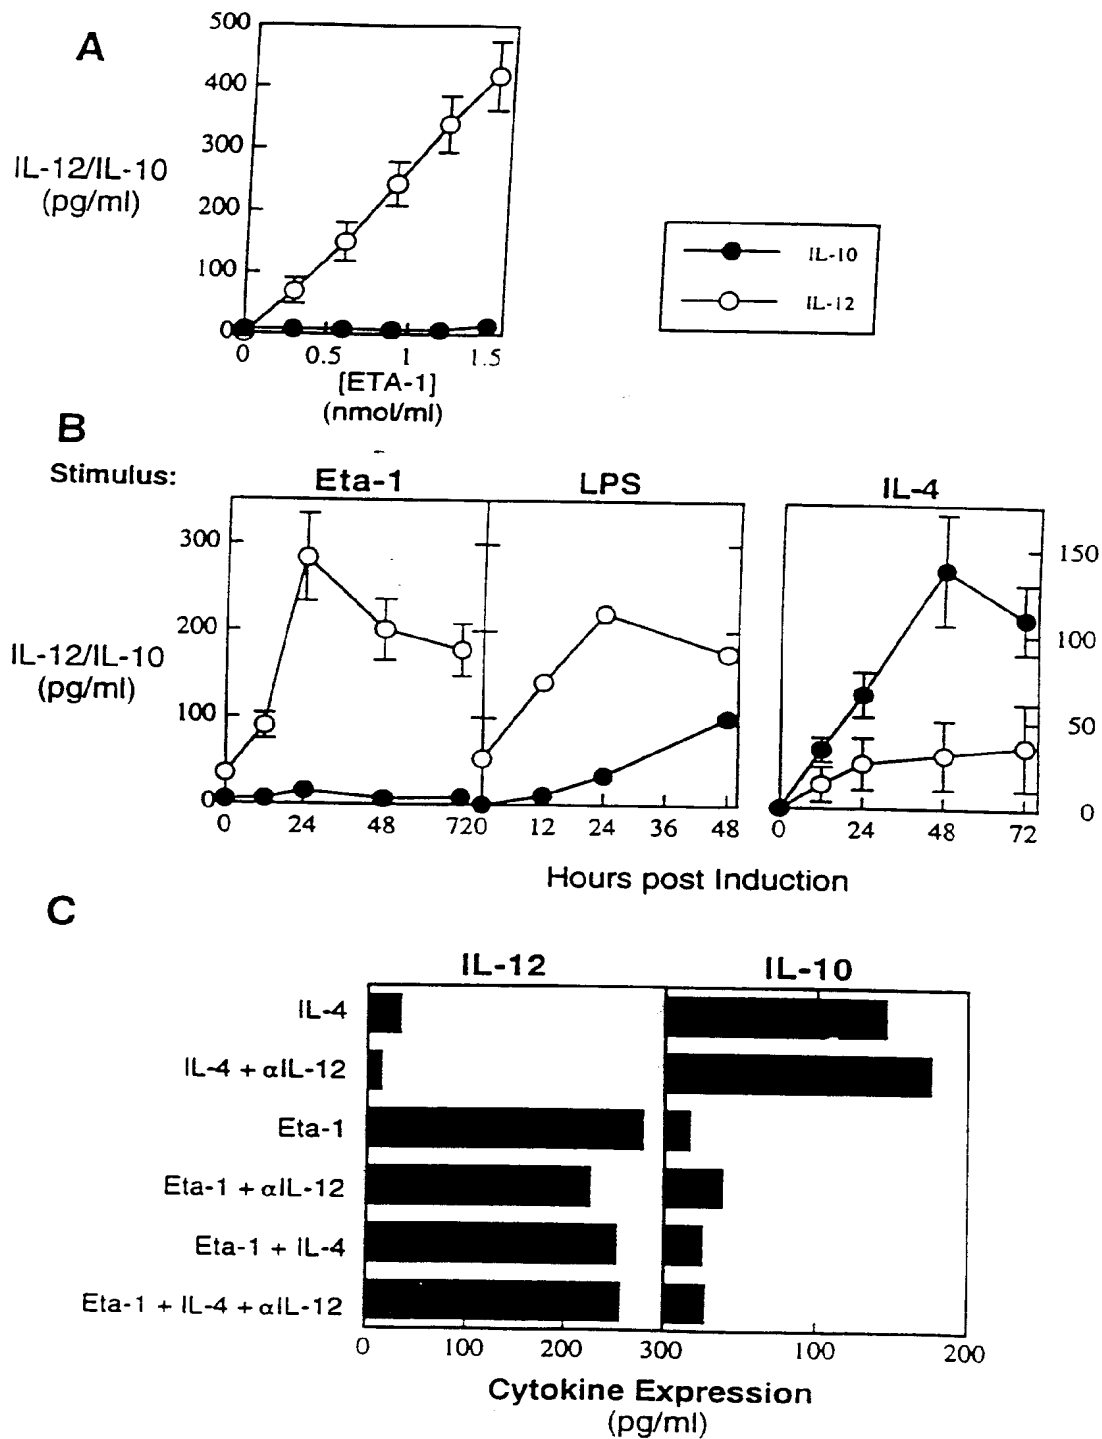 A
500
400
300
200
100
0
IL-12/IL-10
(pg/ml)
0 0.5 1 1.5
[ETA-1]
(nmol/ml)
IL-10
IL-12
B
Stimulus:
Eta-1 LPS IL-4
300
200
100
0
IL-12/IL-10
(pg/ml)
150
100
50
0
0 24 48 72 0 12 24 36 48 0 24 48 72
Hours post Induction
C
IL-12 IL-10
IL-4
IL-4 + αIL-12
Eta-1
Eta-1 + αIL-12
Eta-1 + IL-4
Eta-1 + IL-4 + αIL-12
0 100 200 300 100 200
Cytokine Expression
(pg/ml)